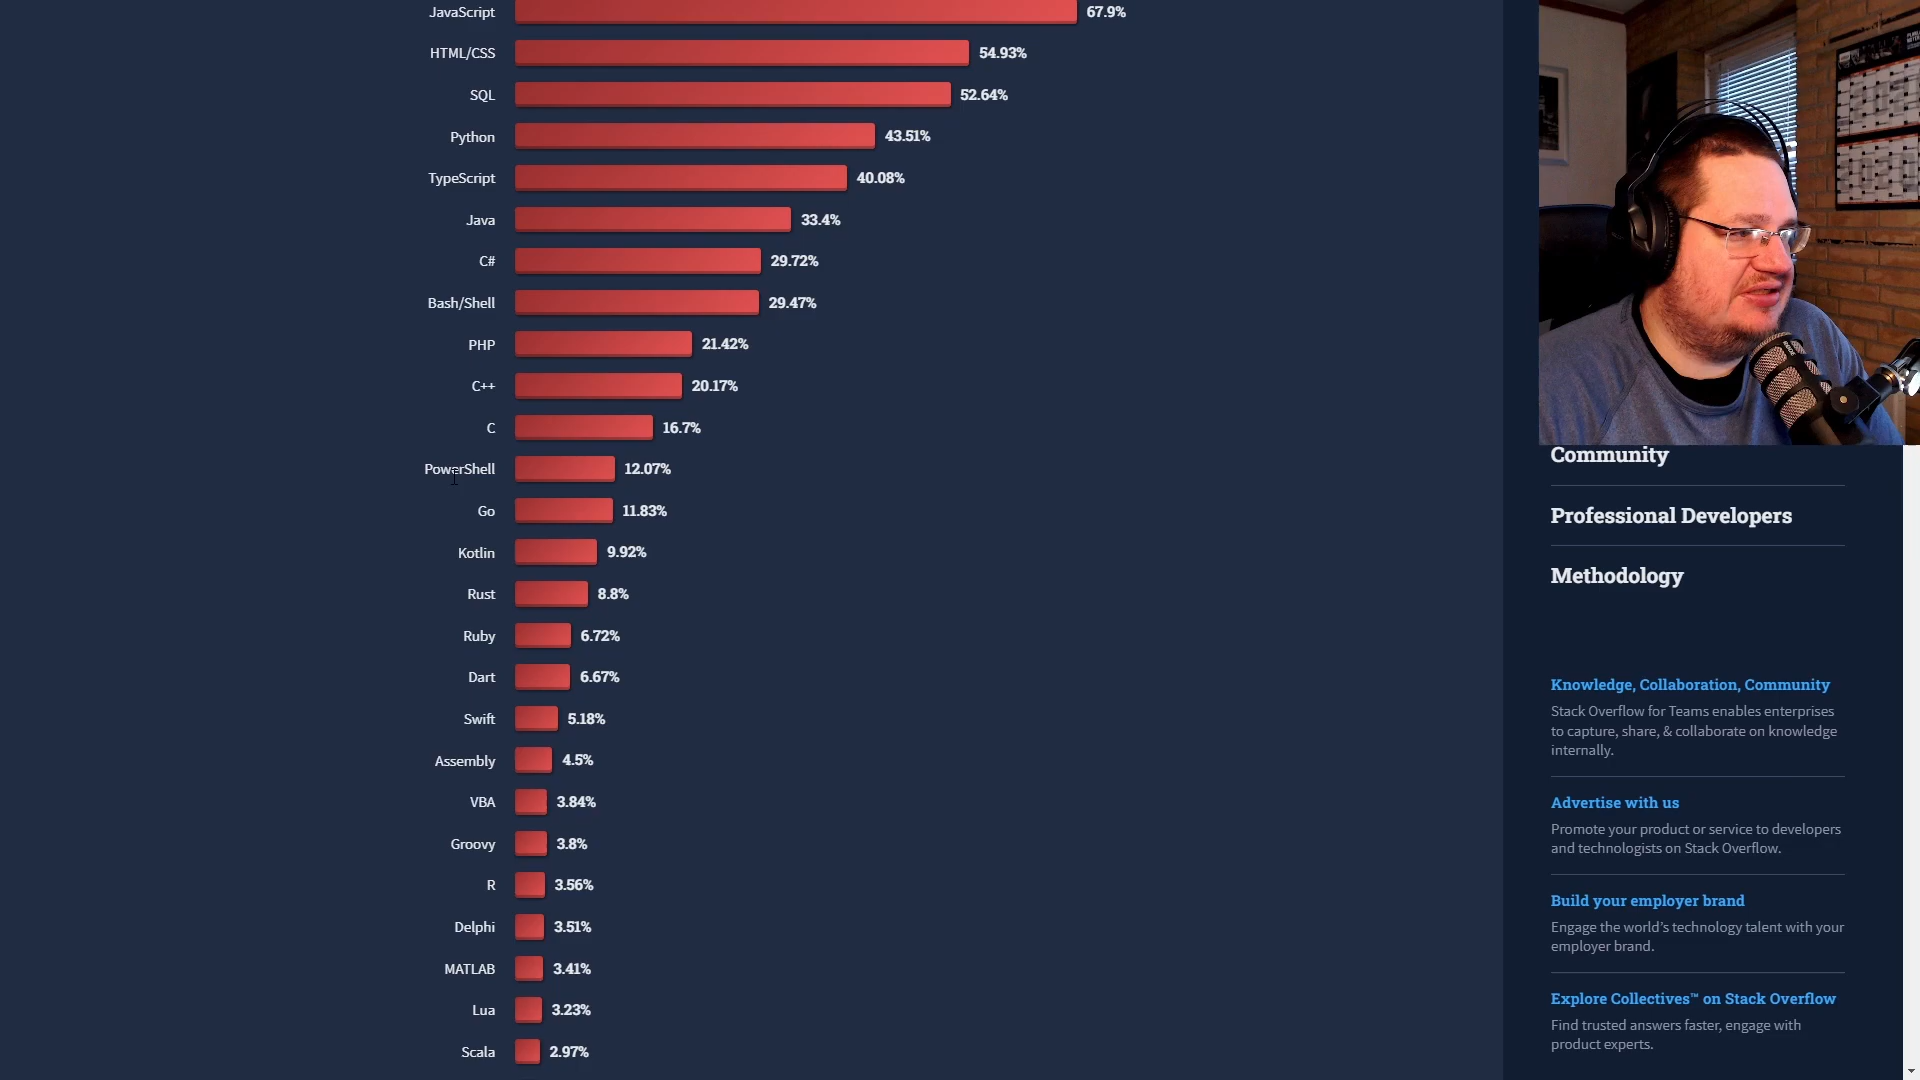 JavaScript 67.9%
HTML/CSS 54.93%
SQL 52.64%
Python 43.51%
TypeScript 40.08%
Java 33.4%
C# 29.72%
Bash/Shell 29.47%
PHP 21.42%
C++ 20.17%
C 16.7%
PowerShell 12.07%
Go 11.83%
Kotlin 9.92%
Rust 8.8%
Ruby 6.72%
Dart 6.67%
Swift 5.18%
Assembly 4.5%
VBA 3.84%
Groovy 3.8%
R 3.56%
Delphi 3.51%
MATLAB 3.41%
Lua 3.23%
Scala 2.97%
Community
Professional Developers
Methodology
Knowledge, Collaboration, Community
Stack Overflow for Teams enables enterprises
to capture, share, & collaborate on knowledge
internally.
Advertise with us
Promote your product or service to developers
and technologists on Stack Overflow.
Build your employer brand
Engage the world's technology talent with your
employer brand.
Explore Collectives™ on Stack Overflow
Find trusted answers faster, engage with
product experts.